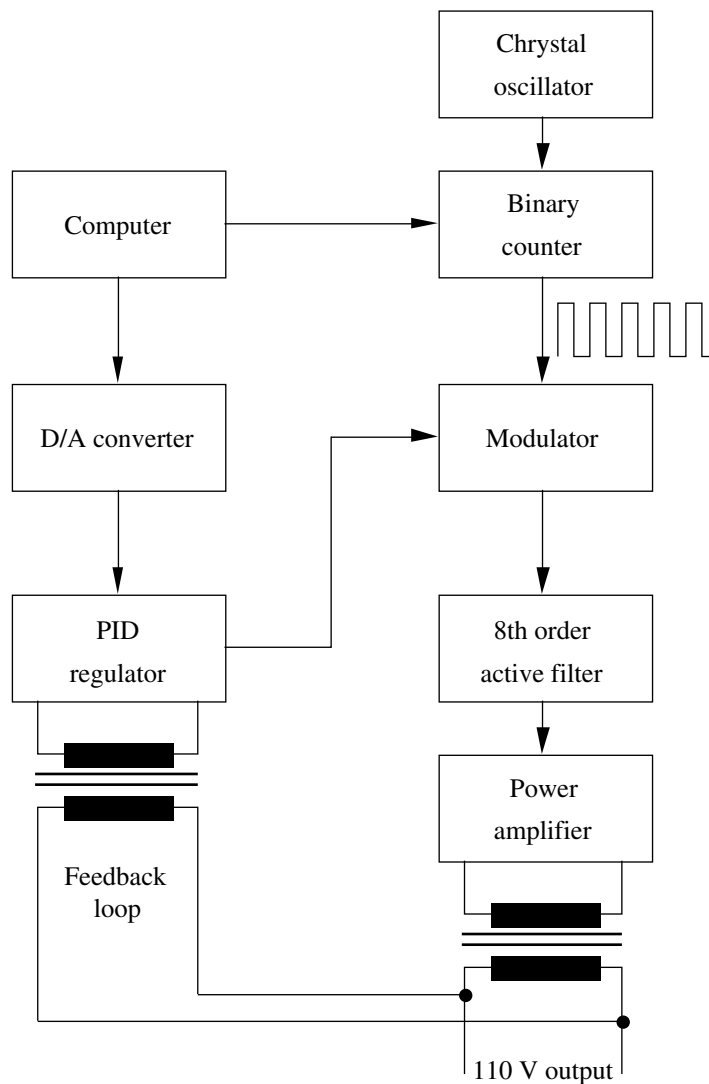 Chrystal
oscillator
Computer
Binary
counter
D/A converter
Modulator
PID
regulator
8th order
active filter
Power
amplifier
Feedback
loop
110 V output